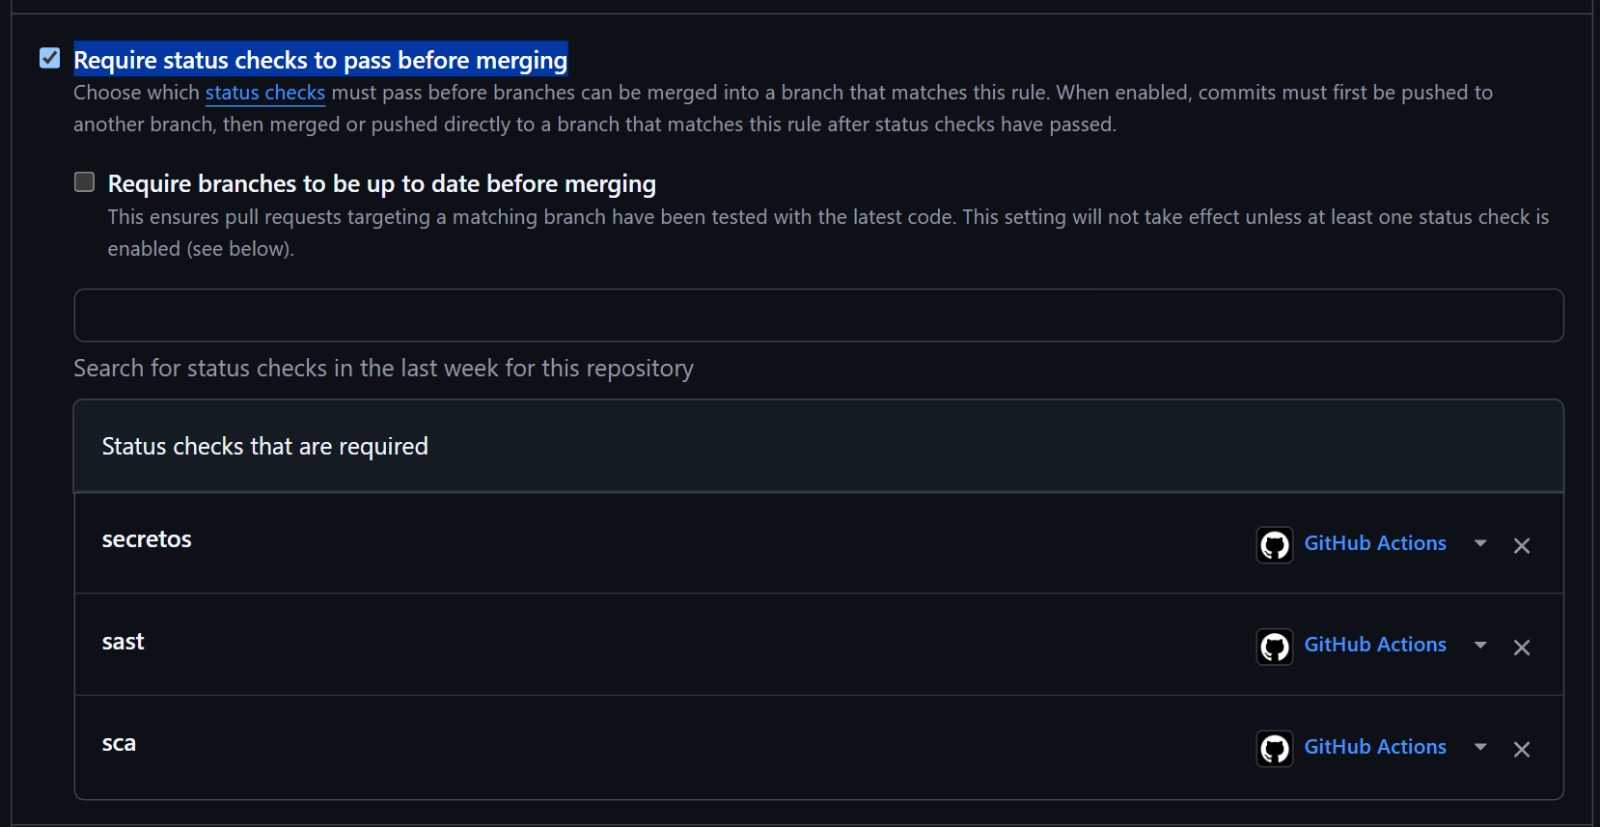 Require status checks to pass before merging
Choose which status checks must pass before branches can be merged into a branch that matches this rule. When enabled, commits must first be pushed to
another branch, then merged or pushed directly to a branch that matches this rule after status checks have passed.
Require branches to be up to date before merging
This ensures pull requests targeting a matching branch have been tested with the latest code. This setting will not take effect unless at least one status check is
enabled (see below).
Search for status checks in the last week for this repository
Status checks that are required
secretos
GitHub Actions
sast
GitHub Actions
sca
GitHub Actions